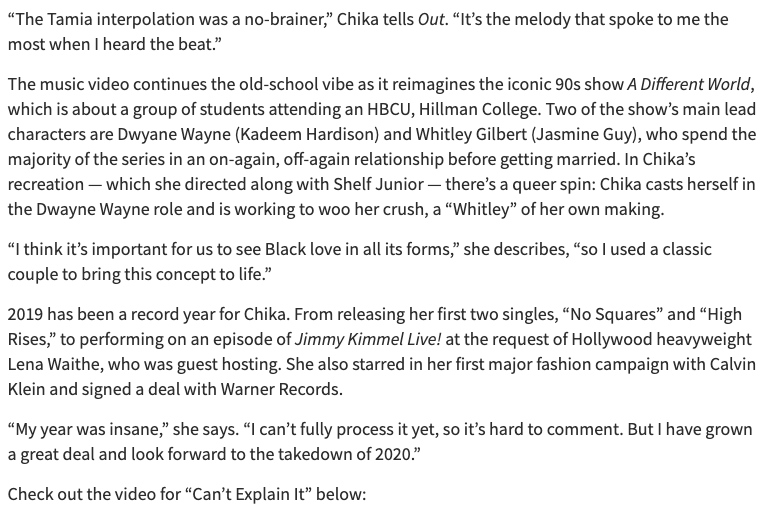 “The Tamia interpolation was a no-brainer,” Chika tells Out. “It’s the melody that spoke to me the
most when I heard the beat.”
The music video continues the old-school vibe as it reimagines the iconic 90s show A Different World,
which is about a group of students attending an HBCU, Hillman College. Two of the show’s main lead
characters are Dwyane Wayne (Kadeem Hardison) and Whitley Gilbert (Jasmine Guy), who spend the
majority of the series in an on-again, off-again relationship before getting married. In Chika’s
recreation — which she directed along with Shelf Junior — there’s a queer spin: Chika casts herself in
the Dwayne Wayne role and is working to woo her crush, a “Whitley” of her own making.
“I think it’s important for us to see Black love in all its forms,” she describes, “so I used a classic
couple to bring this concept to life.”
2019 has been a record year for Chika. From releasing her first two singles, “No Squares” and “High
Rises,” to performing on an episode of Jimmy Kimmel Live! at the request of Hollywood heavyweight
Lena Waithe, who was guest hosting. She also starred in her first major fashion campaign with Calvin
Klein and signed a deal with Warner Records.
“My year was insane,” she says. “I can’t fully process it yet, so it’s hard to comment. But I have grown
a great deal and look forward to the takedown of 2020.”
Check out the video for “Can’t Explain It” below: